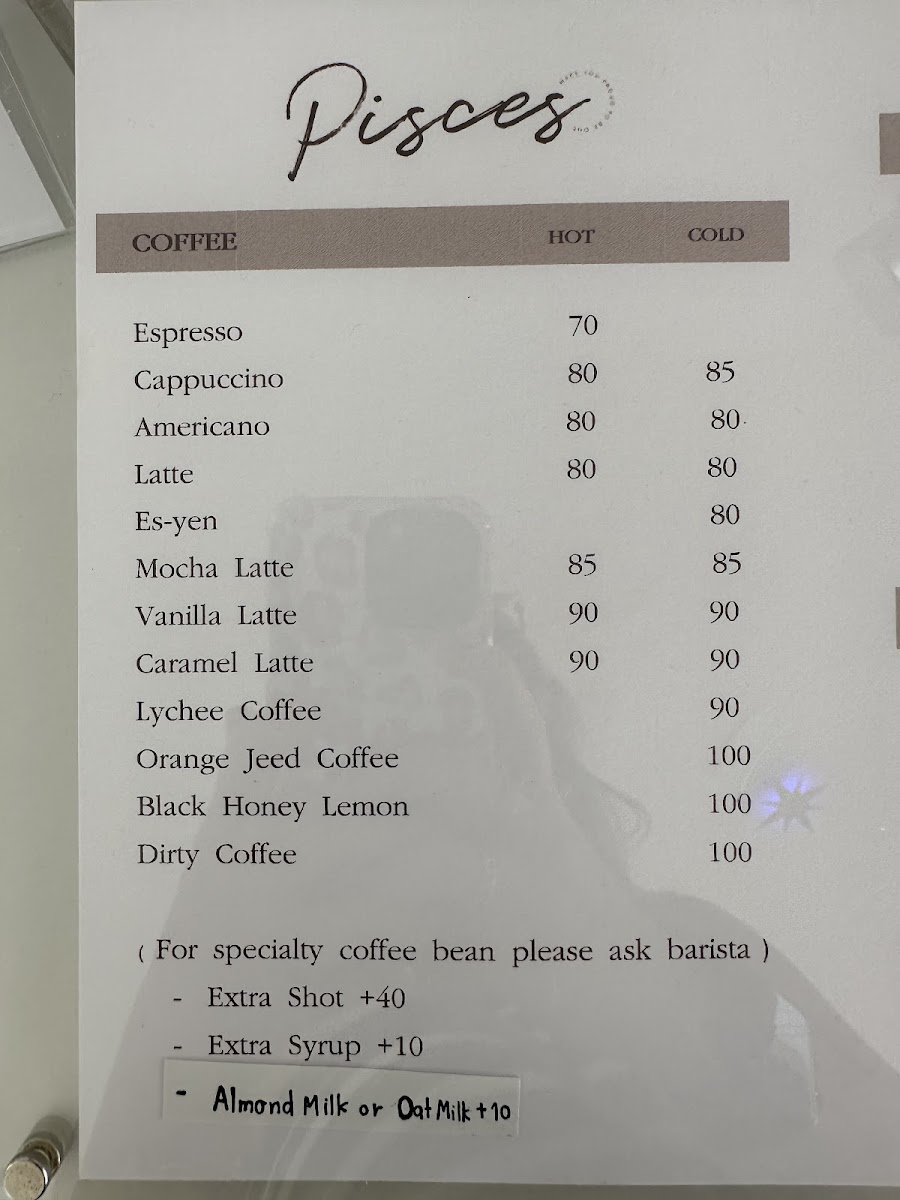 Pisces
COFFEE HOT COLD
Espresso 70
Cappuccino 80 85
Americano 80 80
Latte 80 80
Es-yen 80
Mocha Latte 85 85
Vanilla Latte 90 90
Caramel Latte 90 90
Lychee Coffee 90
Orange Jeed Coffee 100
Black Honey Lemon 100
Dirty Coffee 100
( For specialty coffee bean please ask barista )
- Extra Shot +40
- Extra Syrup +10
- Almond Milk or Oat Milk +10